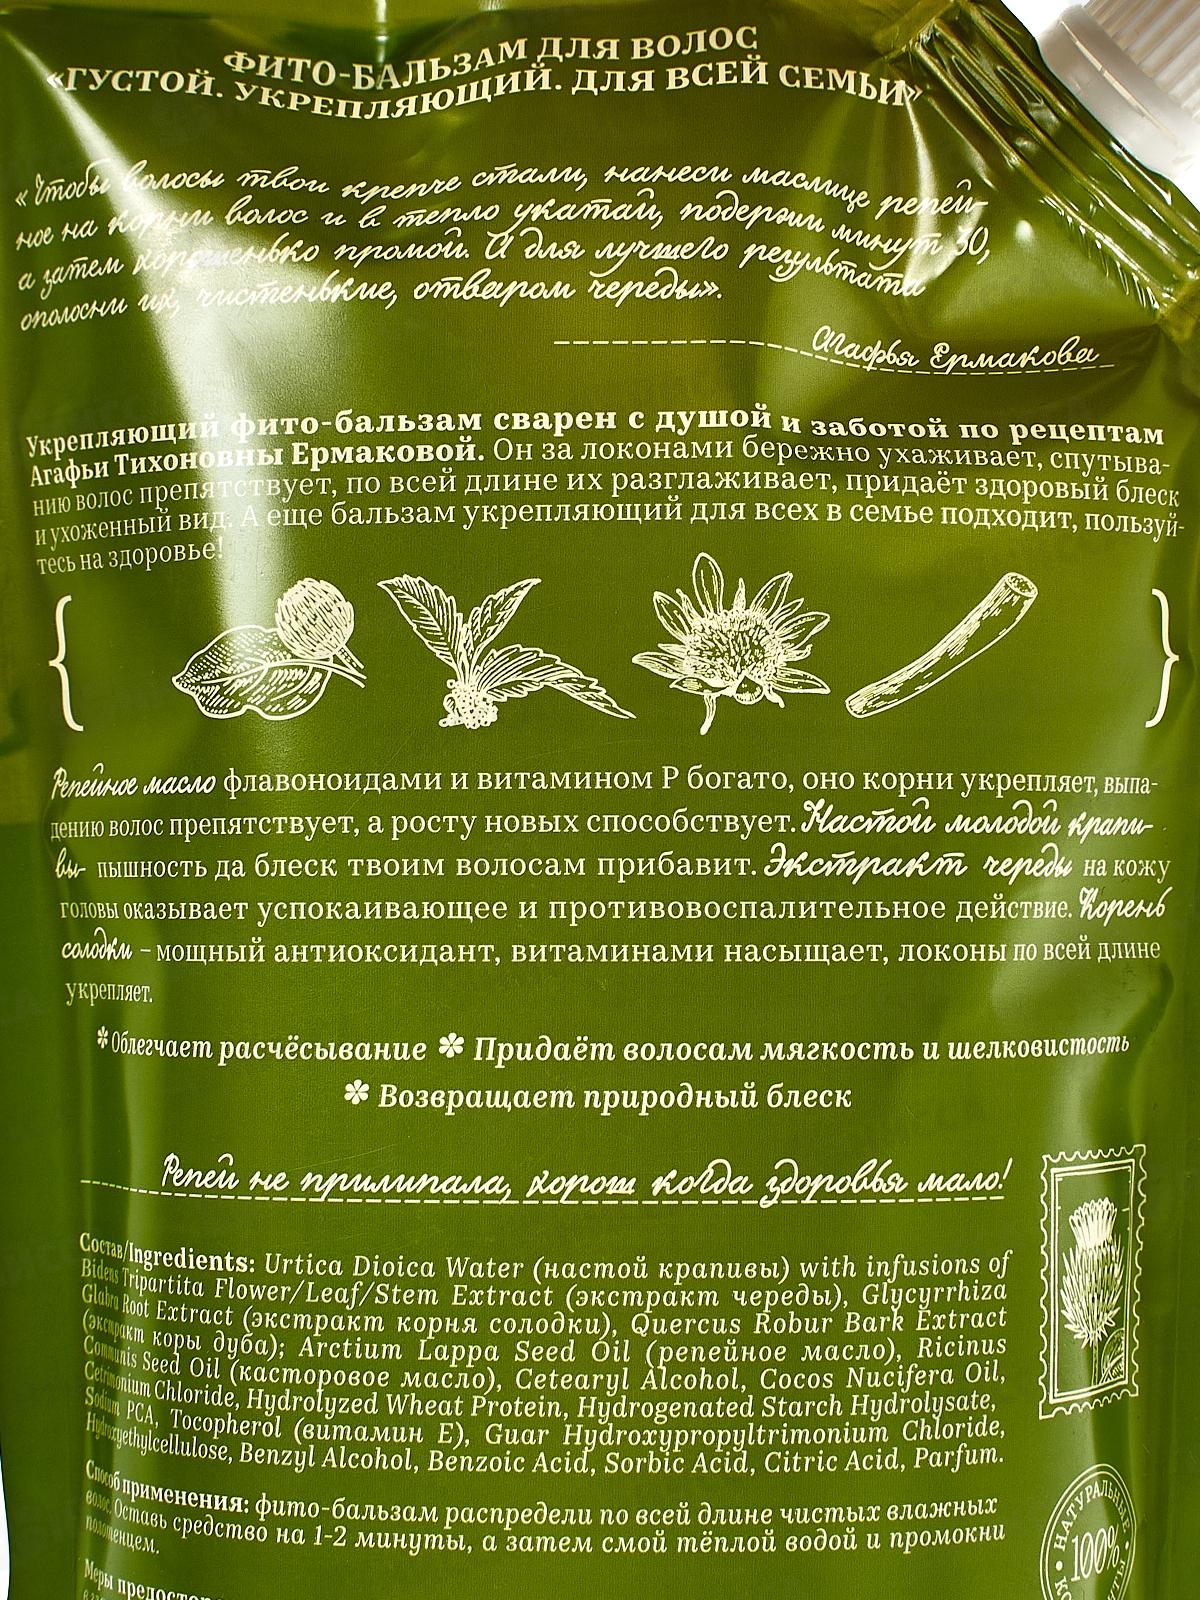 ФИТО-БАЛЬЗАМ ДЛЯ ВОЛОС
«ГУСТОЙ. УКРЕПЛЯЮЩИЙ. ДЛЯ ВСЕЙ СЕМЬИ»
«Чтобы волосы твои крепче стали, нанеси маслице репей-
ное на корни волос и в тепло укатай, подержи минут 30,
а затем хорошенько промой. И для лучшего результата
ополосни их, чистенькие, отваром череды».
Агафья Ермакова
Укрепляющий фито-бальзам сварен с душой и заботой по рецептам
Агафьи Тихоновны Ермаковой. Он за локонами бережно ухаживает, спутыва-
нию волос препятствует, по всей длине их разглаживает, придаёт здоровый блеск
и ухоженный вид. А еще бальзам укрепляющий для всех в семье подходит, пользуй-
тесь на здоровье!
Репейное масло флавоноидами и витамином Р богато, оно корни укрепляет, выпа-
дению волос препятствует, а росту новых способствует. Настой молодой крапи-
вы- пышность да блеск твоим волосам прибавит. Экстракт череды на кожу
головы оказывает успокаивающее и противовоспалительное действие. Корень
солодки – мощный антиоксидант, витаминами насыщает, локоны по всей длине
укрепляет.
* Облегчает расчёсывание * Придаёт волосам мягкость и шелковистость
* Возвращает природный блеск
Репей не прилипала, хорош когда здоровья мало!
Состав/Ingredients: Urtica Dioica Water (настой крапивы) with infusions of
Bidens Tripartita Flower/Leaf/Stem Extract (экстракт череды), Glycyrrhiza
Glabra Root Extract (экстракт корня солодки), Quercus Robur Bark Extract
(экстракт коры дуба); Arctium Lappa Seed Oil (репейное масло), Ricinus
Communis Seed Oil (касторовое масло), Cetearyl Alcohol, Cocos Nucifera Oil,
Cetrimonium Chloride, Hydrolyzed Wheat Protein, Hydrogenated Starch Hydrolysate,
Sodium PCA, Tocopherol (витамин Е), Guar Hydroxypropyltrimonium Chloride,
Hydroxyethylcellulose, Benzyl Alcohol, Benzoic Acid, Sorbic Acid, Citric Acid, Parfum.
Способ применения: фито-бальзам распредели по всей длине чистых влажных
волос. Оставь средство на 1-2 минуты, а затем смой тёплой водой и промокни
полотенцем.
НАТУРАЛЬНЫЕ
100%
Меры